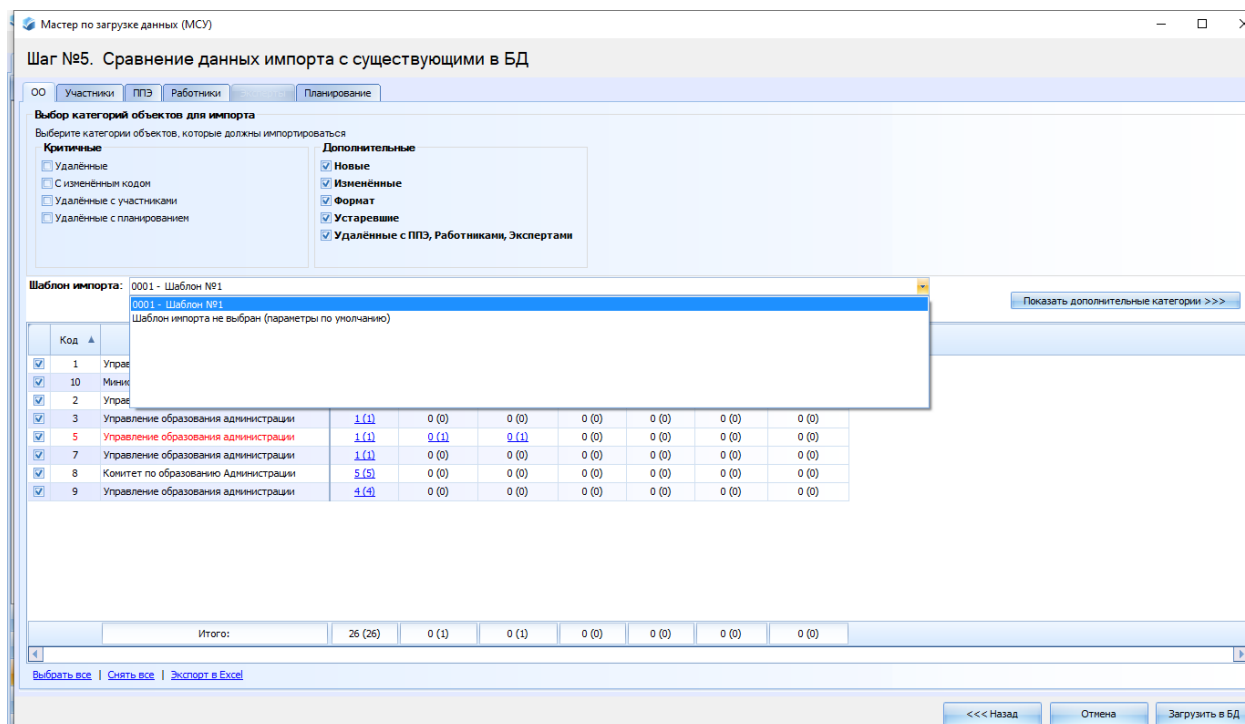 Мастер по загрузке данных (МСУ)
Шаг №5. Сравнение данных импорта с существующими в БД
ОО Участники ППЭ Работники Планирование
Выбор категорий объектов для импорта
Выберите категории объектов, которые должны импортироваться
Критичные Дополнительные
Удалённые Новые
С изменённым кодом Изменённые
Удалённые с участниками Формат
Удалённые с планированием Устаревшие
Удалённые с ППЭ, Работниками, Экспертами
Шаблон импорта: 0001 - Шаблон №1
0001 - Шаблон №1 Показать дополнительные категории >>>
Шаблон импорта не выбран (параметры по умолчанию)
Код
1 Управ
10 Минис
2 Управ
3 Управление образования администрации 1 (1) 0 (0) 0 (0) 0 (0) 0 (0) 0 (0) 0 (0)
5 Управление образования администрации 1 (1) 0 (1) 0 (1) 0 (0) 0 (0) 0 (0) 0 (0)
7 Управление образования администрации 1 (1) 0 (0) 0 (0) 0 (0) 0 (0) 0 (0) 0 (0)
8 Комитет по образованию Администрации 5 (5) 0 (0) 0 (0) 0 (0) 0 (0) 0 (0) 0 (0)
9 Управление образования администрации 4 (4) 0 (0) 0 (0) 0 (0) 0 (0) 0 (0) 0 (0)
Итого: 26 (26) 0 (1) 0 (1) 0 (0) 0 (0) 0 (0) 0 (0)
Выбрать все | Снять все | Экспорт в Excel
<<< Назад Отмена Загрузить в БД